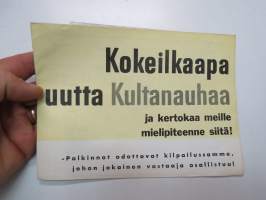 Kokeilkaapa
uutta Kultanauhaa
ja kertokaa meille
mielipiteenne siitä!
-Palkinnot odottavat kilpailussamme,
johon jokainen vastaaja osallistuu!